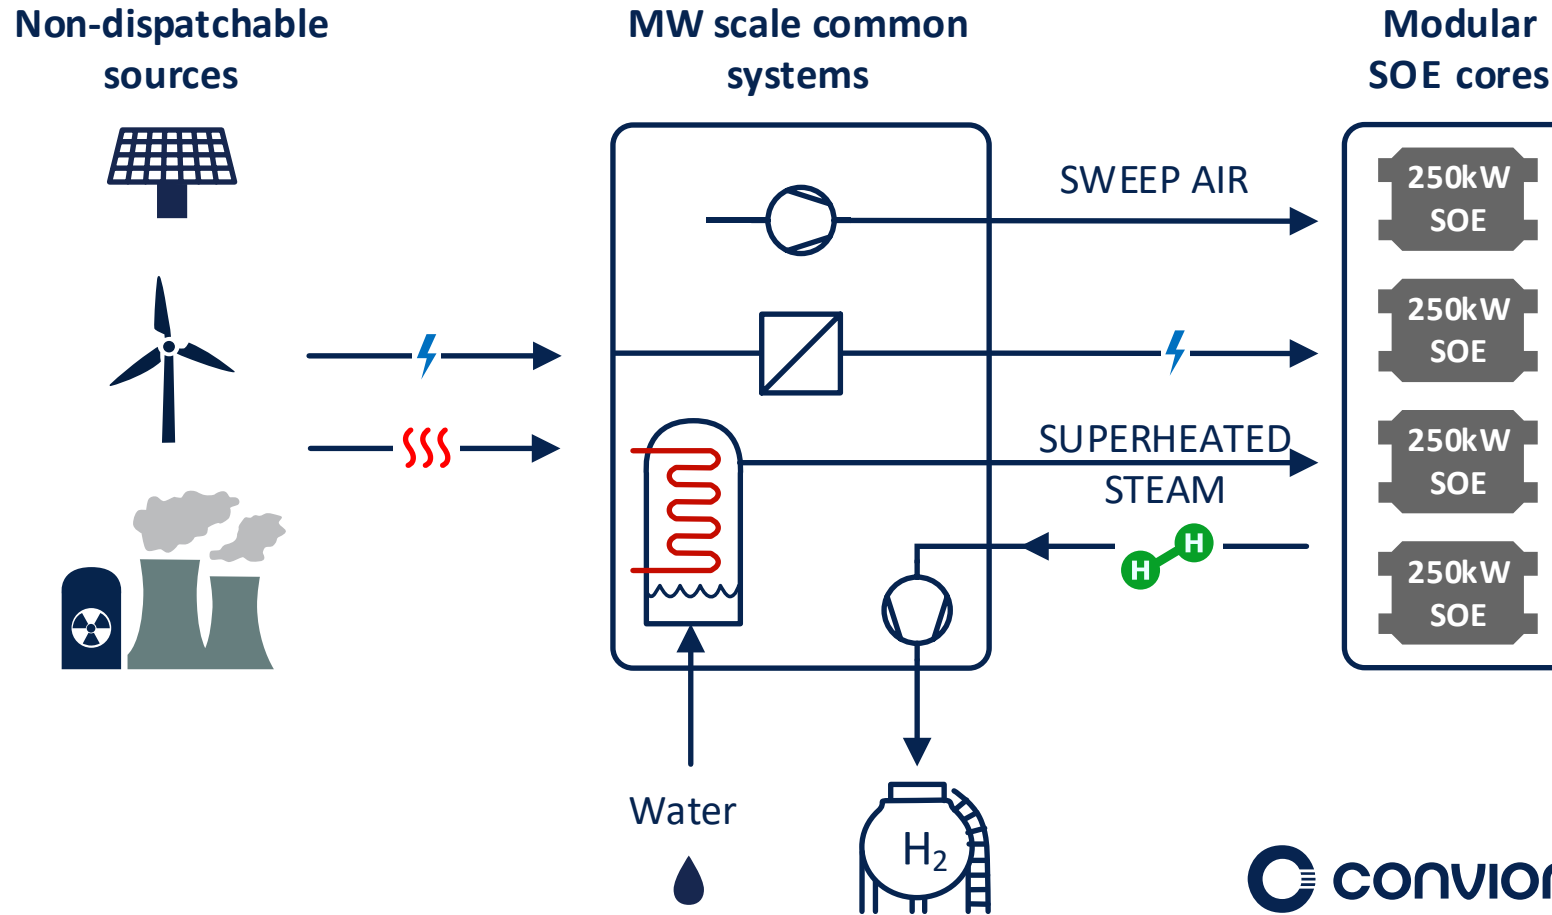 Non-dispatchable
sources
MW scale common
systems
Modular
SOE cores
SWEEP AIR
SUPERHEATED
STEAM
H H
250kW
SOE
250kW
SOE
250kW
SOE
250kW
SOE
Water
H₂
convion